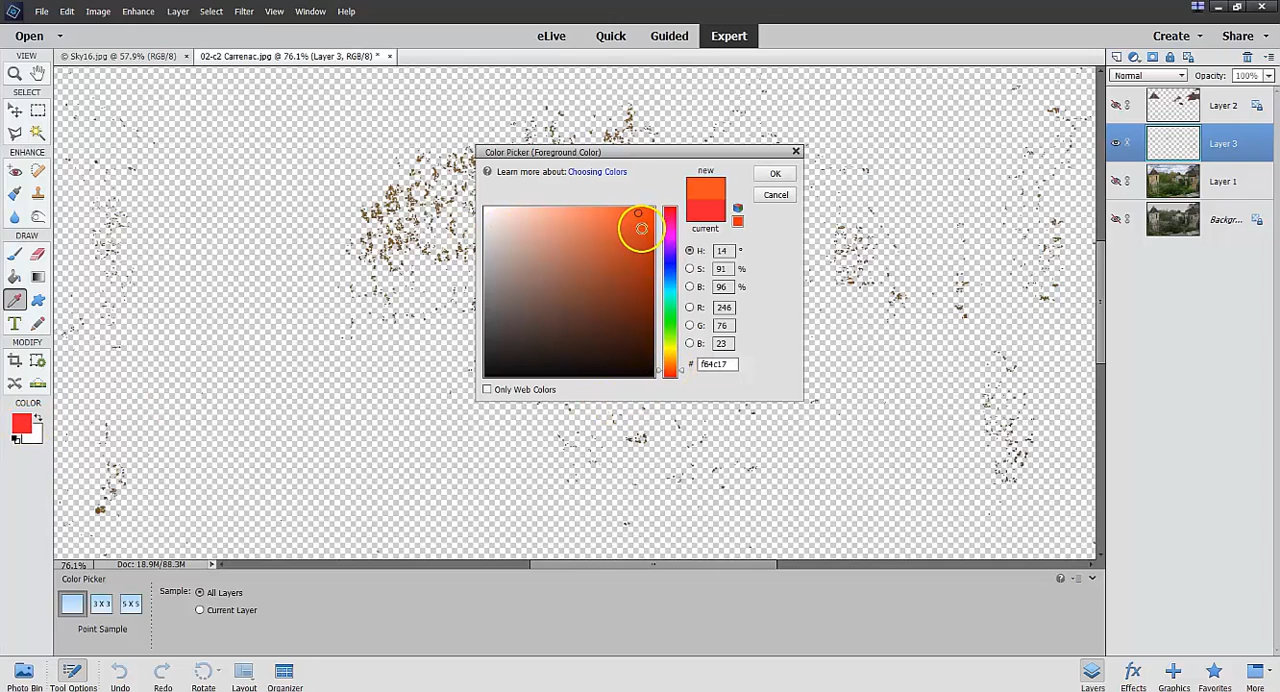 File Edit Image Enhance Layer Select Filter View Window Help
Open eLive Quick Guided Expert Create Share
VIEW © Sky16.jpg @ 57.9% (RGB/8) × 02-c2 Carrenac.jpg @ 76.1% (Layer 3, RGB/8) * ×
Normal Opacity: 100%
SELECT
Layer 2
Layer 3
ENHANCE
Layer 1
Backgr...
DRAW
T
MODIFY
COLOR
Color Picker (Foreground Color)
Learn more about: Choosing Colors
new
OK
Cancel
current
H: 14 °
S: 91 %
B: 96 %
R: 246
G: 76
B: 23
# f64c17
Only Web Colors
76.1% Doc: 18.9M/88.3M
Color Picker
Sample: All Layers
3 X 3 5 X 5
Current Layer
Point Sample
Photo Bin Tool Options Undo Redo Rotate Layout Organizer Layers Effects Graphics Favorites More